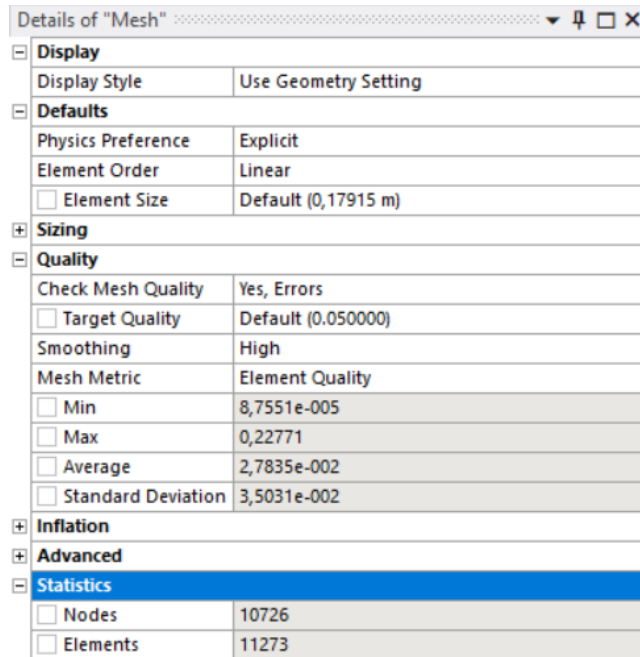 Details of "Mesh"
Display
Display Style Use Geometry Setting
Defaults
Physics Preference Explicit
Element Order Linear
Element Size Default (0,17915 m)
Sizing
Quality
Check Mesh Quality Yes, Errors
Target Quality Default (0.050000)
Smoothing High
Mesh Metric Element Quality
Min 8,7551e-005
Max 0,22771
Average 2,7835e-002
Standard Deviation 3,5031e-002
Inflation
Advanced
Statistics
Nodes 10726
Elements 11273